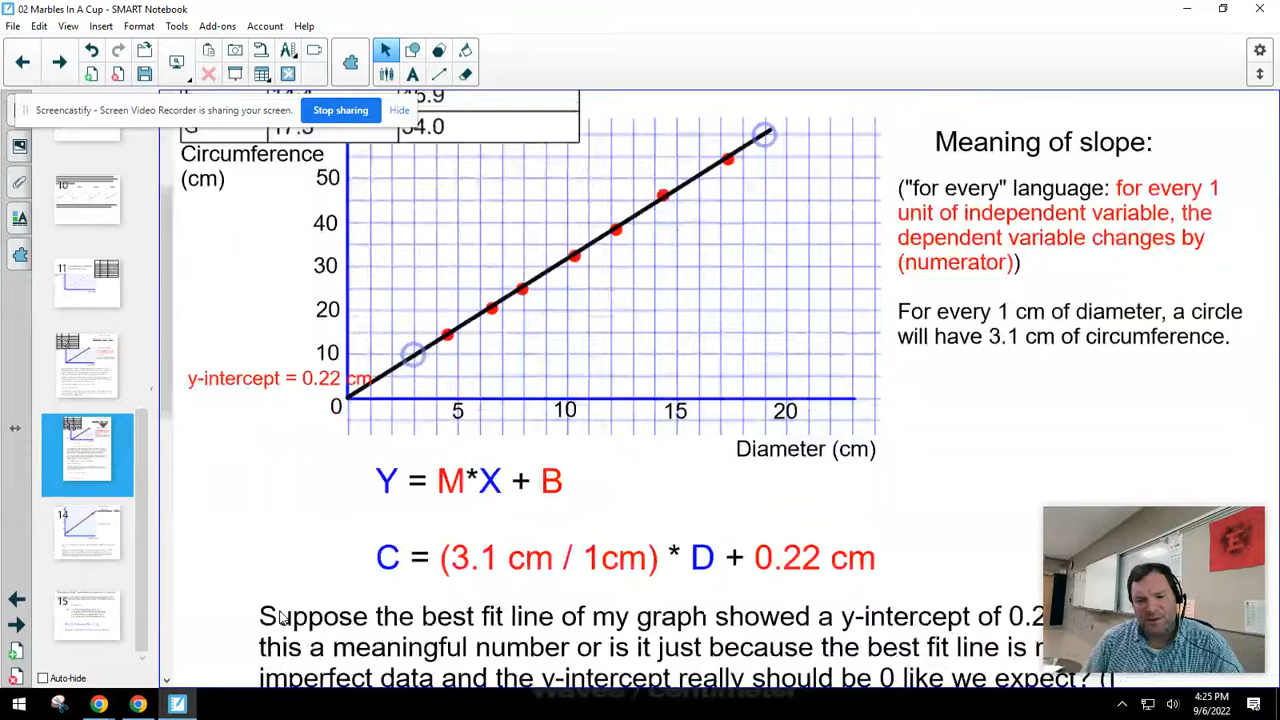 02 Marbles In A Cup - SMART Notebook
File Edit View Insert Format Tools Add-ons Account Help
Screencastify - Screen Video Recorder is sharing your screen. Stop sharing Hide
45.9
17.3 54.0
Circumference
(cm)
50
40
30
20
10
0
5 10 15 20
y-intercept = 0.22 cm
Diameter (cm)
Meaning of slope:
("for every" language: for every 1
unit of independent variable, the
dependent variable changes by
(numerator))
For every 1 cm of diameter, a circle
will have 3.1 cm of circumference.
Y = M*X + B
C = (3.1 cm / 1cm) * D + 0.22 cm
Suppose the best fit line of my graph showed a y-intercept of 0.2
this a meaningful number or is it just because the best fit line is
imperfect data and the y-intercept really should be 0 like we expect? (
10
11
14
15
Auto-hide
4:25 PM
9/6/2022